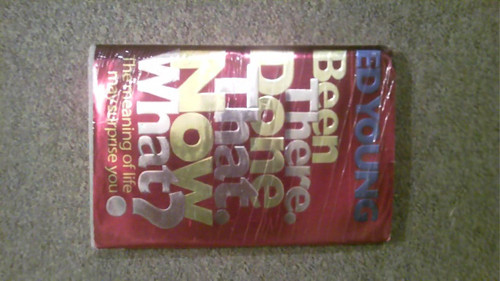 ED YOUNG
Been
There.
Done
That.
Now
What?
The meaning of life
may surprise you.